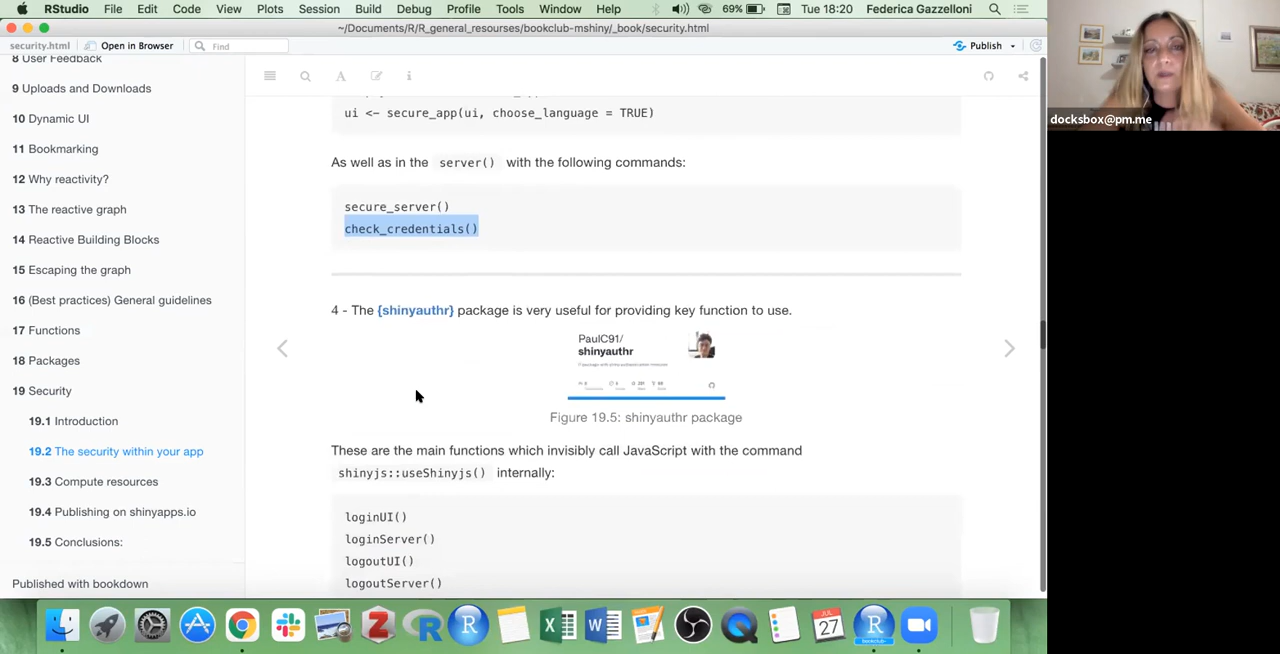 RStudio File Edit Code View Plots Session Build Debug Profile Tools Window Help 69% Tue 18:20 Federica Gazzelloni
~/Documents/R/R_general_resourses/bookclub-mshiny/_book/security.html
security.html Open in Browser Find Publish
8 User Feedback
9 Uploads and Downloads
10 Dynamic UI
11 Bookmarking
12 Why reactivity?
13 The reactive graph
14 Reactive Building Blocks
15 Escaping the graph
16 (Best practices) General guidelines
17 Functions
18 Packages
19 Security
19.1 Introduction
19.2 The security within your app
19.3 Compute resources
19.4 Publishing on shinyapps.io
19.5 Conclusions:
Published with bookdown
ui <- secure_app(ui, choose_language = TRUE)
As well as in the server() with the following commands:
secure_server()
check_credentials()
4 - The {shinyauthr} package is very useful for providing key function to use.
PaulC91/
shinyauthr
Figure 19.5: shinyauthr package
These are the main functions which invisibly call JavaScript with the command
shinyjs::useShinyjs() internally:
loginUI()
loginServer()
logoutUI()
logoutServer()
docksbox@pm.me
JUL
27